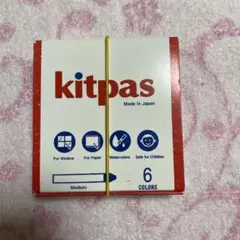 kitpas
Made in Japan
For Window For Paper Watercolors Safe for Children
Medium
6
COLORS